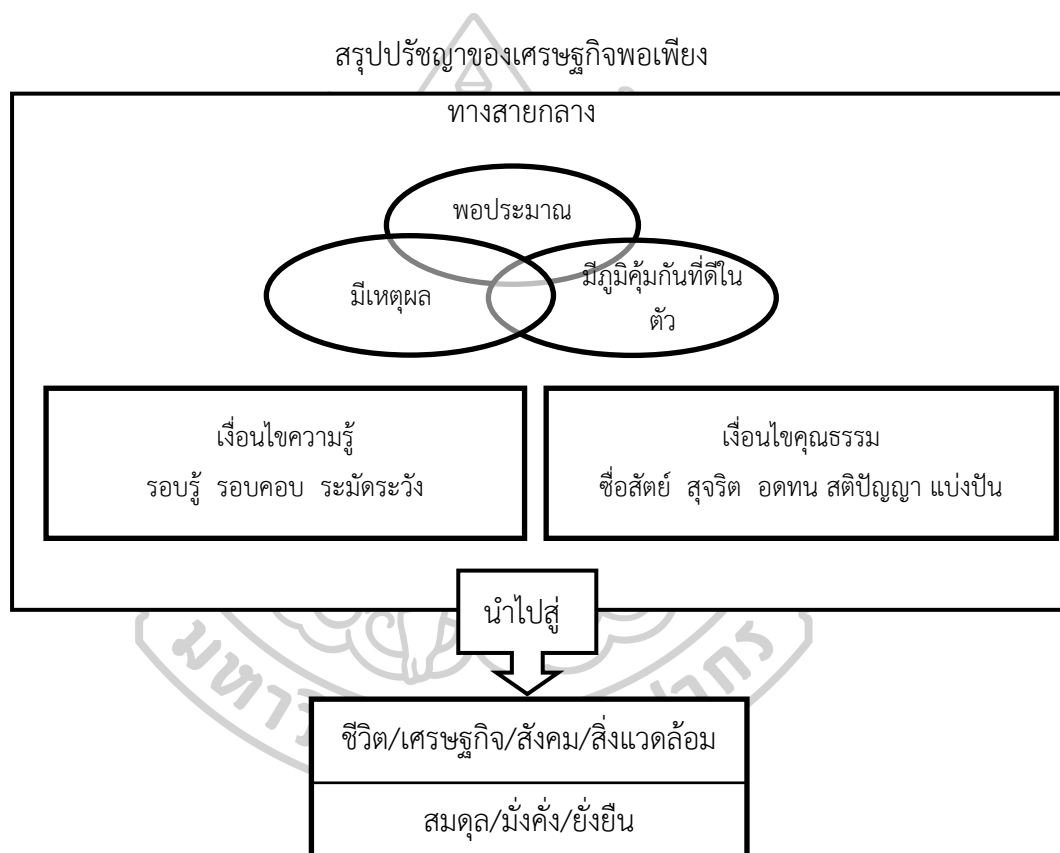 สรุปปรัชญาของเศรษฐกิจพอเพียง
ทางสายกลาง
พอประมาณ
มีเหตุผล
มีภูมิคุ้มกันที่ดีใน
ตัว
เงื่อนไขความรู้
รอบรู้ รอบคอบ ระมัดระวัง
เงื่อนไขคุณธรรม
ซื่อสัตย์ สุจริต อดทน สติปัญญา แบ่งปัน
นำไปสู่
ชีวิต/เศรษฐกิจ/สังคม/สิ่งแวดล้อม
สมดุล/มั่งคั่ง/ยั่งยืน